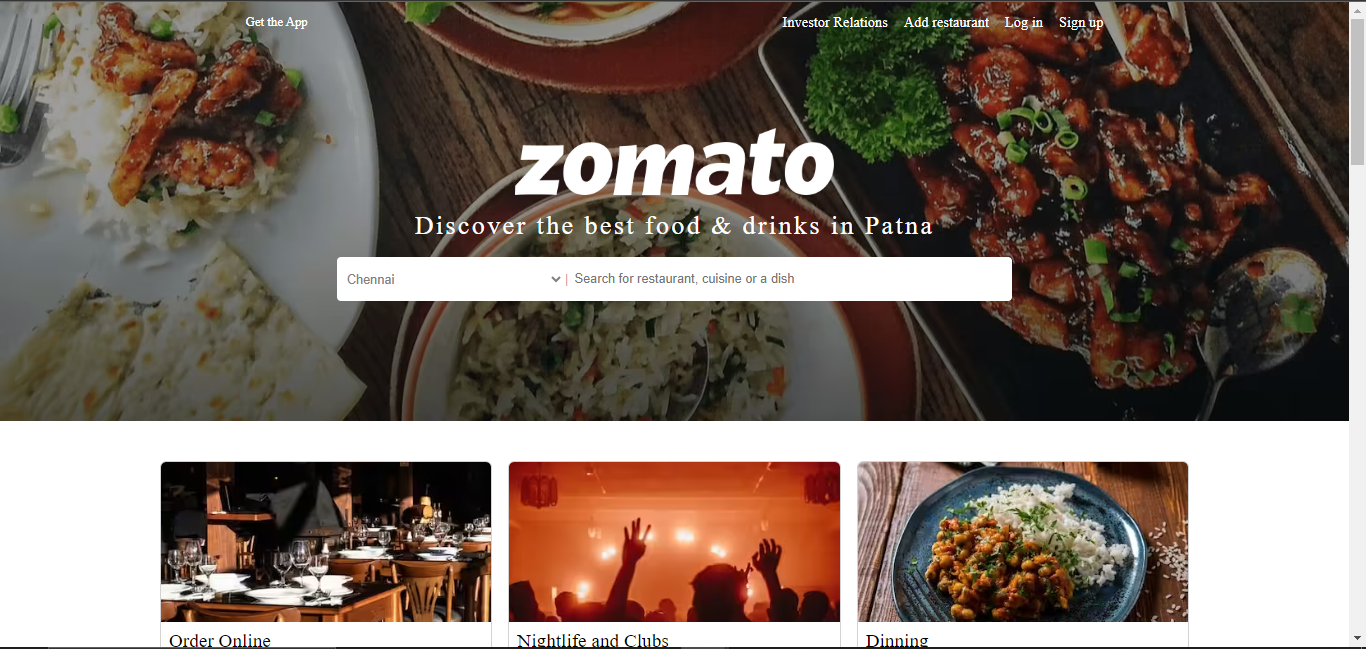 Get the App
Investor Relations Add restaurant Log in Sign up
zomato
Discover the best food & drinks in Patna
Chennai | Search for restaurant, cuisine or a dish
Order Online
Nightlife and Clubs
Dinning